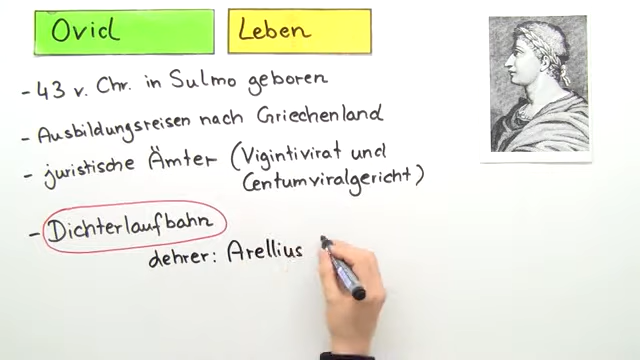 Ovid
Leben
- 43 v. Chr. in Sulmo geboren
- Ausbildungsreisen nach Griechenland
- juristische Ämter (Vigintivirat und
Centumviralgericht)
- Dichterlaufbahn
Lehrer: Arellius